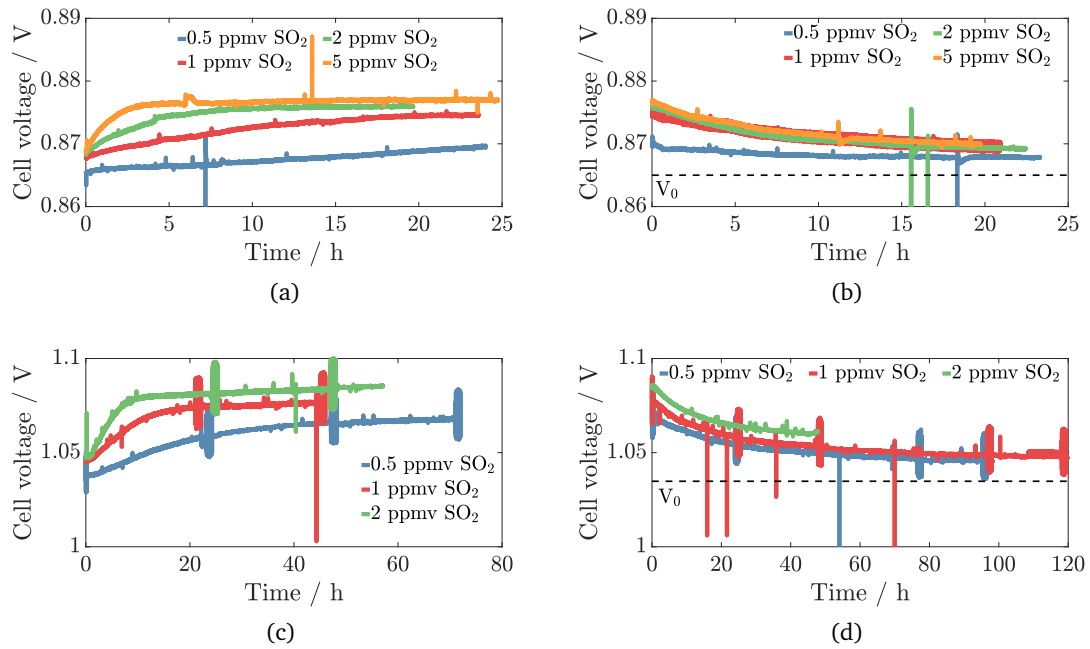 0.89
0.88
0.87
0.86
Cell voltage / V
0.5 ppmv SO₂
2 ppmv SO₂
1 ppmv SO₂
5 ppmv SO₂
0 5 10 15 20 25
Time / h
(a)
0.89
0.88
0.87
0.86
Cell voltage / V
0.5 ppmv SO₂
2 ppmv SO₂
1 ppmv SO₂
5 ppmv SO₂
V₀
0 5 10 15 20 25
Time / h
(b)
1.1
1.05
1
Cell voltage / V
0.5 ppmv SO₂
1 ppmv SO₂
2 ppmv SO₂
0 20 40 60 80
Time / h
(c)
1.1
1.05
1
Cell voltage / V
0.5 ppmv SO₂ 1 ppmv SO₂ 2 ppmv SO₂
V₀
0 20 40 60 80 100 120
Time / h
(d)